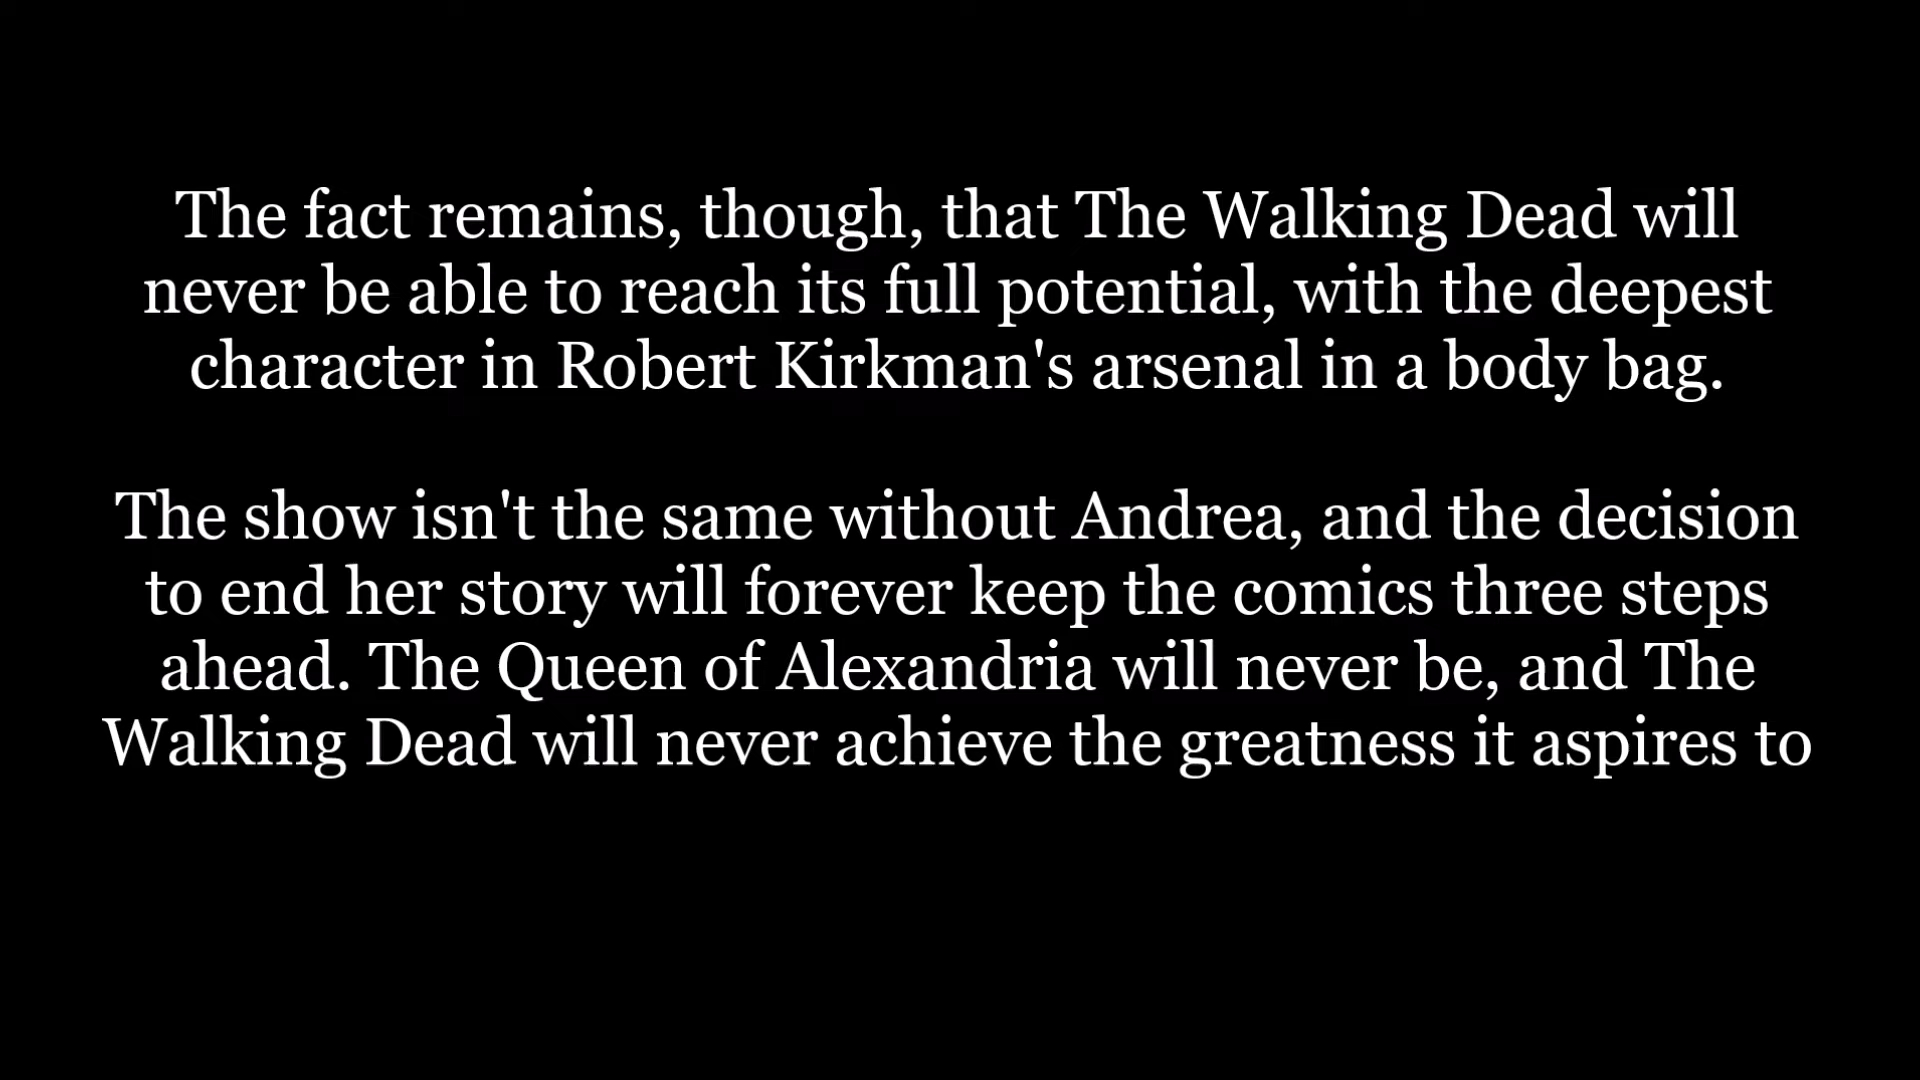 The fact remains, though, that The Walking Dead will
never be able to reach its full potential, with the deepest
character in Robert Kirkman's arsenal in a body bag.
The show isn't the same without Andrea, and the decision
to end her story will forever keep the comics three steps
ahead. The Queen of Alexandria will never be, and The
Walking Dead will never achieve the greatness it aspires to